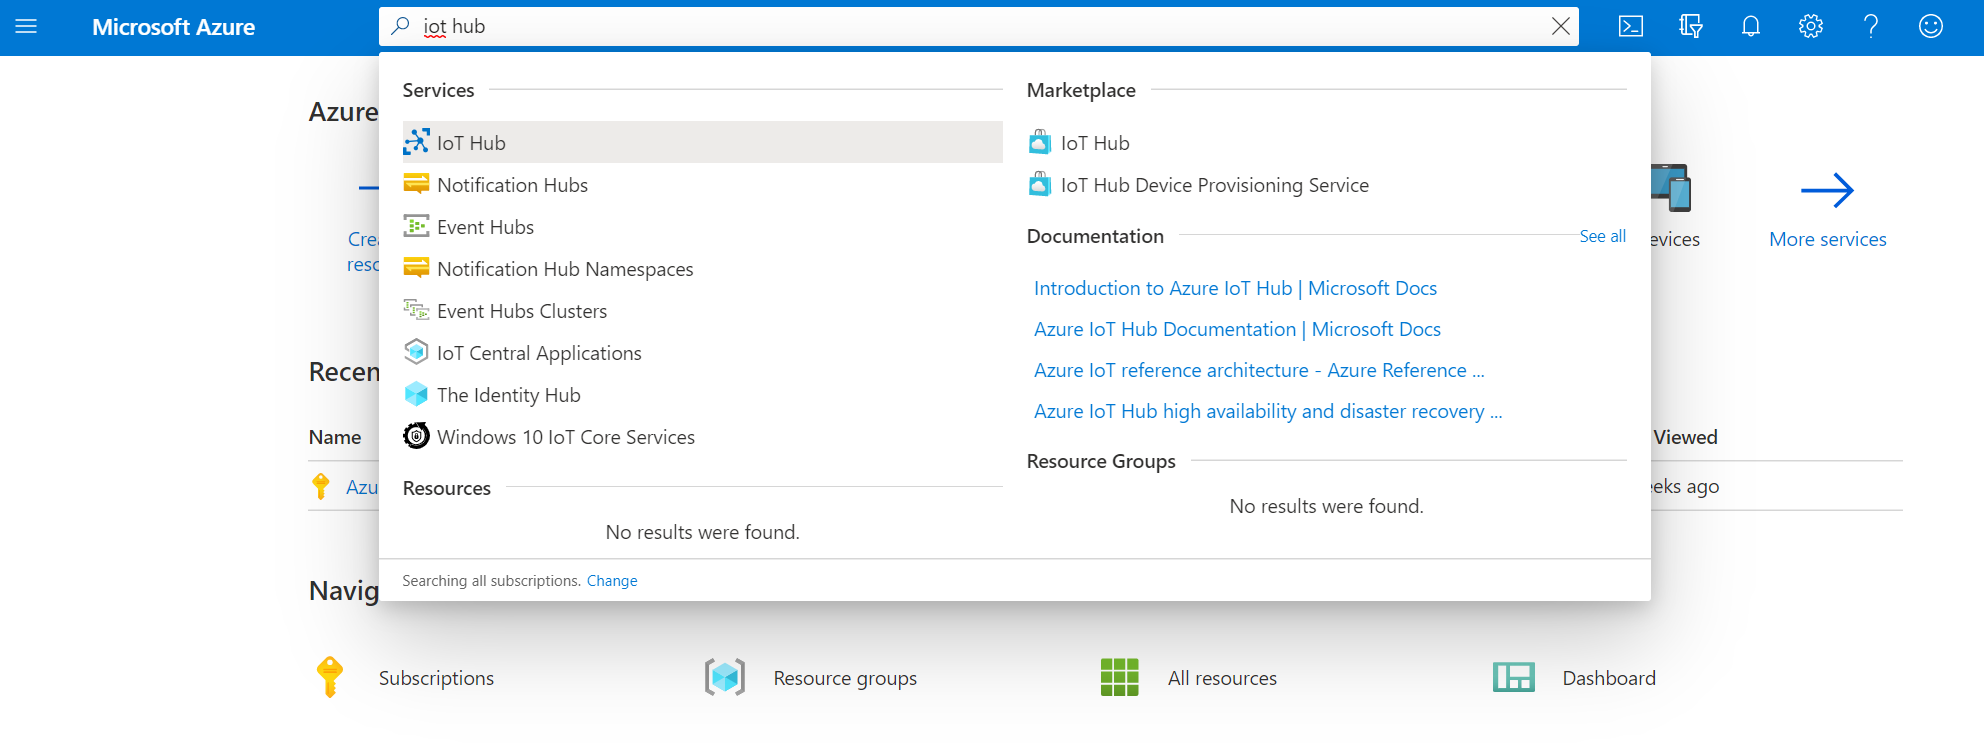 Microsoft Azure
iot hub
Azure
Services
IoT Hub
Notification Hubs
Event Hubs
Notification Hub Namespaces
Event Hubs Clusters
IoT Central Applications
The Identity Hub
Windows 10 IoT Core Services
Resources
No results were found.
Marketplace
IoT Hub
IoT Hub Device Provisioning Service
Documentation
See all
Introduction to Azure IoT Hub | Microsoft Docs
Azure IoT Hub Documentation | Microsoft Docs
Azure IoT reference architecture - Azure Reference ...
Azure IoT Hub high availability and disaster recovery ...
Resource Groups
No results were found.
Searching all subscriptions. Change
Crea
reso
evices
More services
Recen
Name
Viewed
Azu
eeks ago
Navig
Subscriptions
Resource groups
All resources
Dashboard